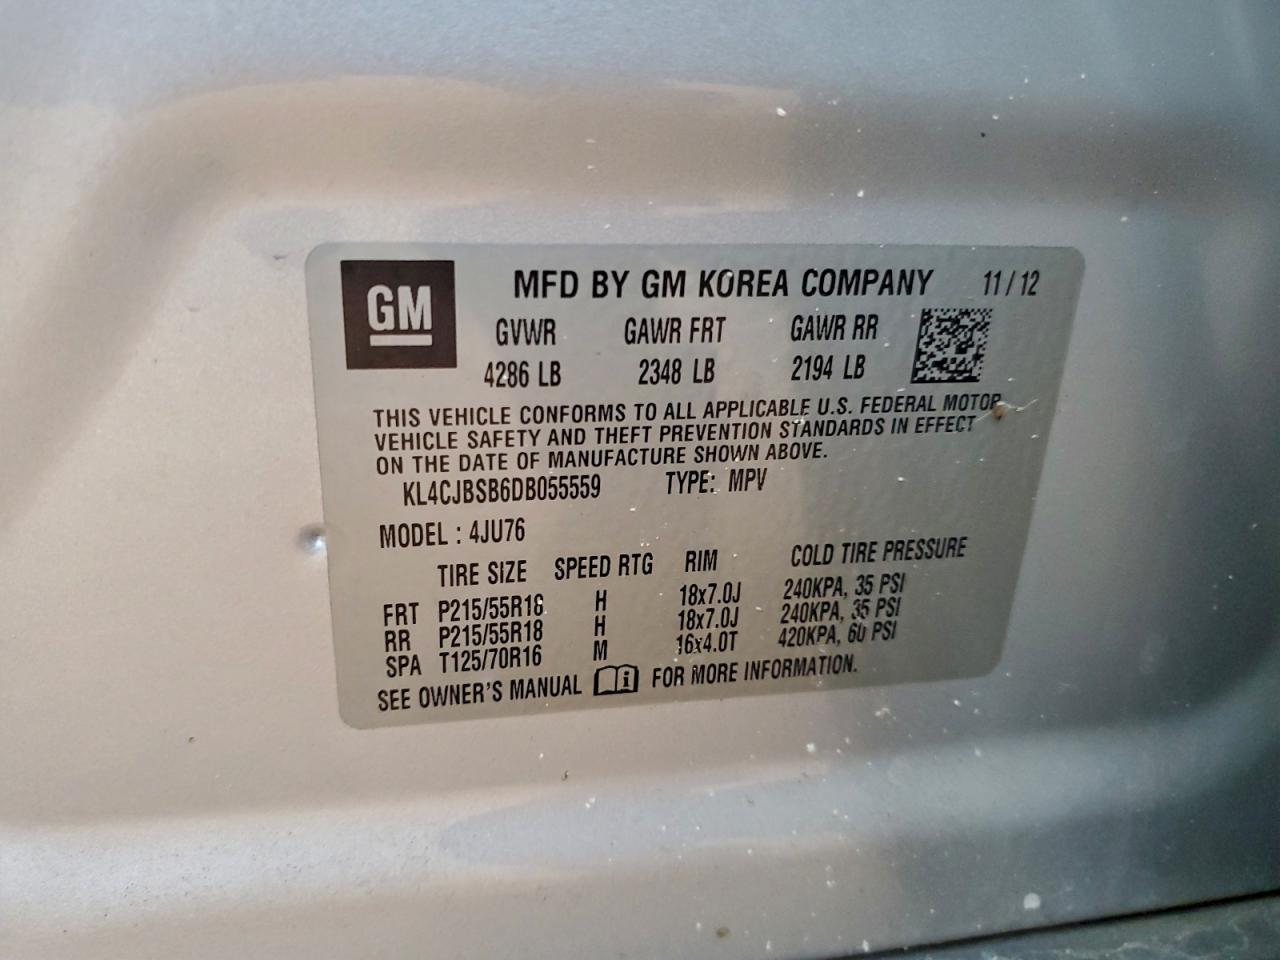 GM
MFD BY GM KOREA COMPANY 11/12
GVWR GAWR FRT GAWR RR
4286 LB 2348 LB 2194 LB
THIS VEHICLE CONFORMS TO ALL APPLICABLE U.S. FEDERAL MOTOR
VEHICLE SAFETY AND THEFT PREVENTION STANDARDS IN EFFECT
ON THE DATE OF MANUFACTURE SHOWN ABOVE.
KL4CJBSB6DB055559 TYPE: MPV
MODEL : 4JU76
TIRE SIZE SPEED RTG RIM COLD TIRE PRESSURE
FRT P215/55R18 H 18x7.0J 240KPA, 35 PSI
RR P215/55R18 H 18x7.0J 240KPA, 35 PSI
SPA T125/70R16 M 16x4.0T 420KPA, 60 PSI
SEE OWNER'S MANUAL i FOR MORE INFORMATION.